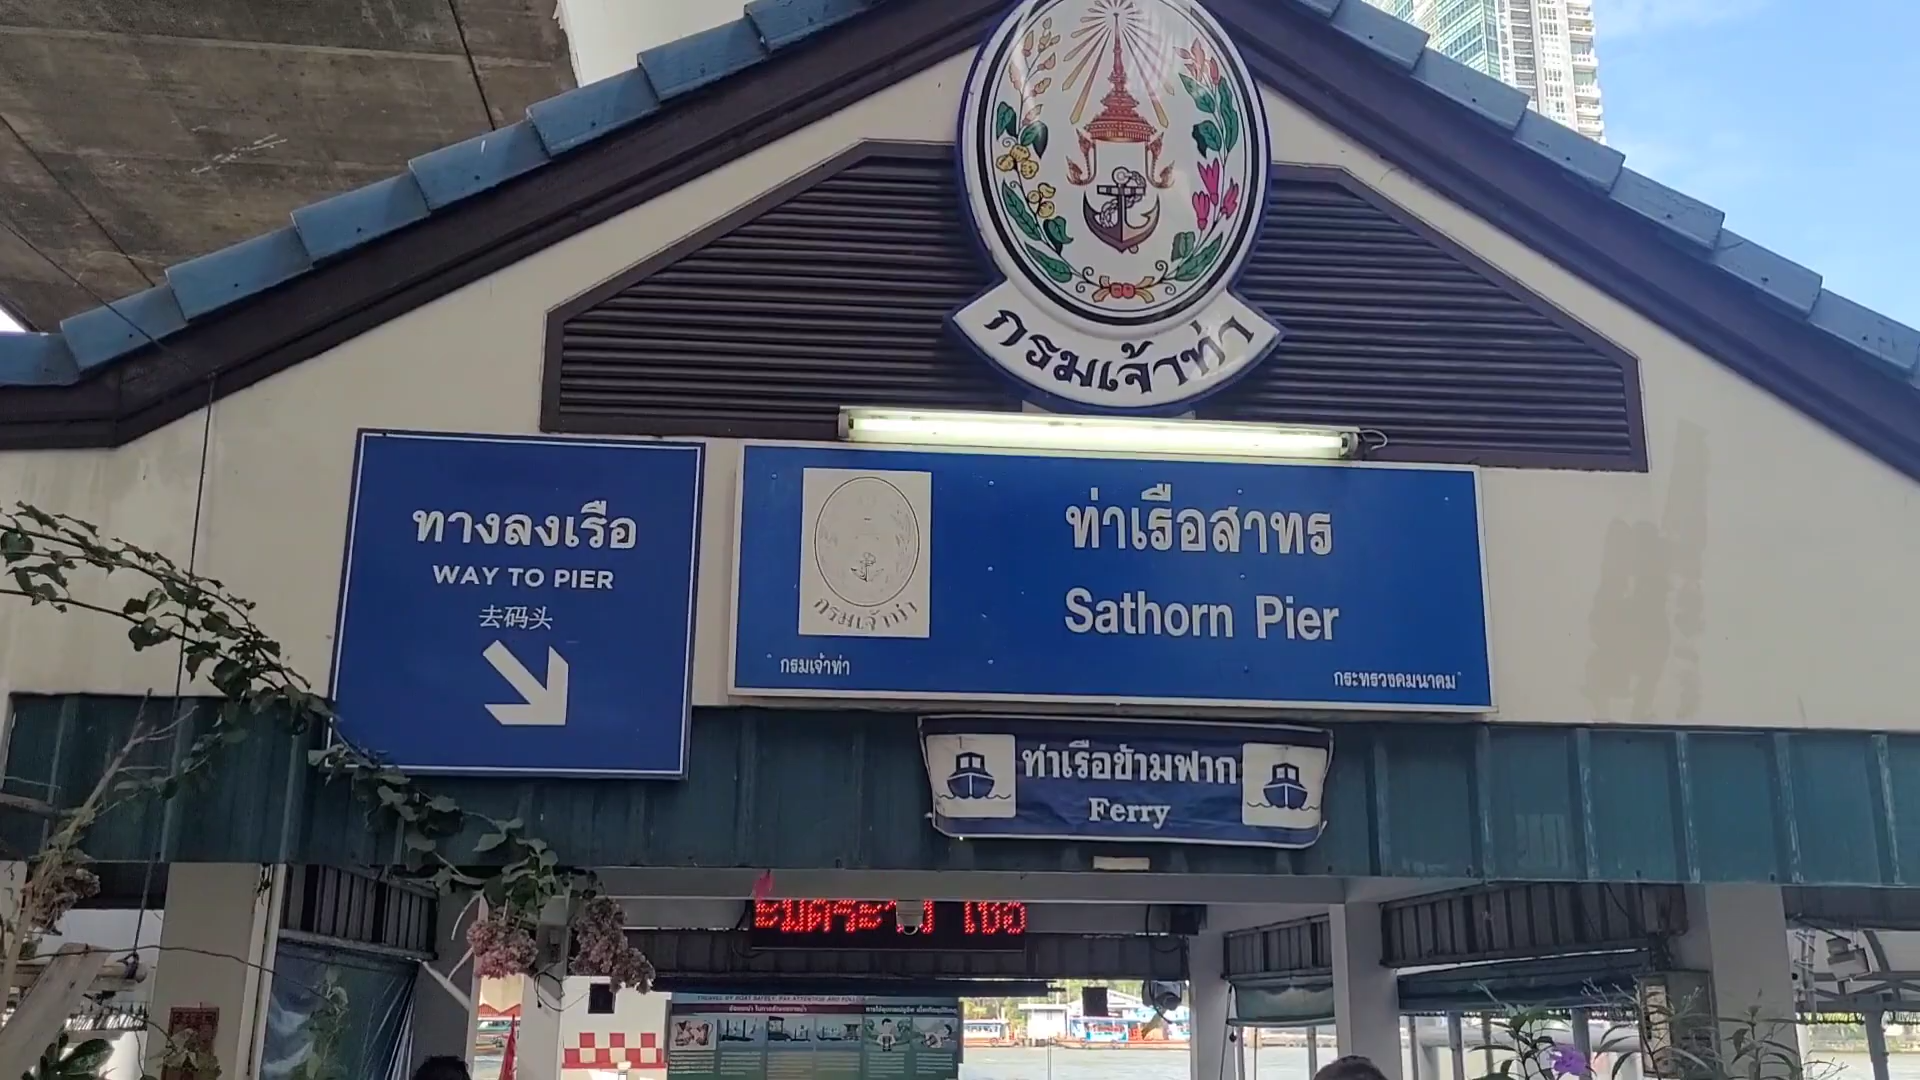 กรมเจ้าท่า
ทางลงเรือ
WAY TO PIER
去码头
ท่าเรือสาทร
Sathorn Pier
กรมเจ้าท่า
กรมเจ้าท่า
กระทรวงคมนาคม
ท่าเรือข้ามฟาก
Ferry